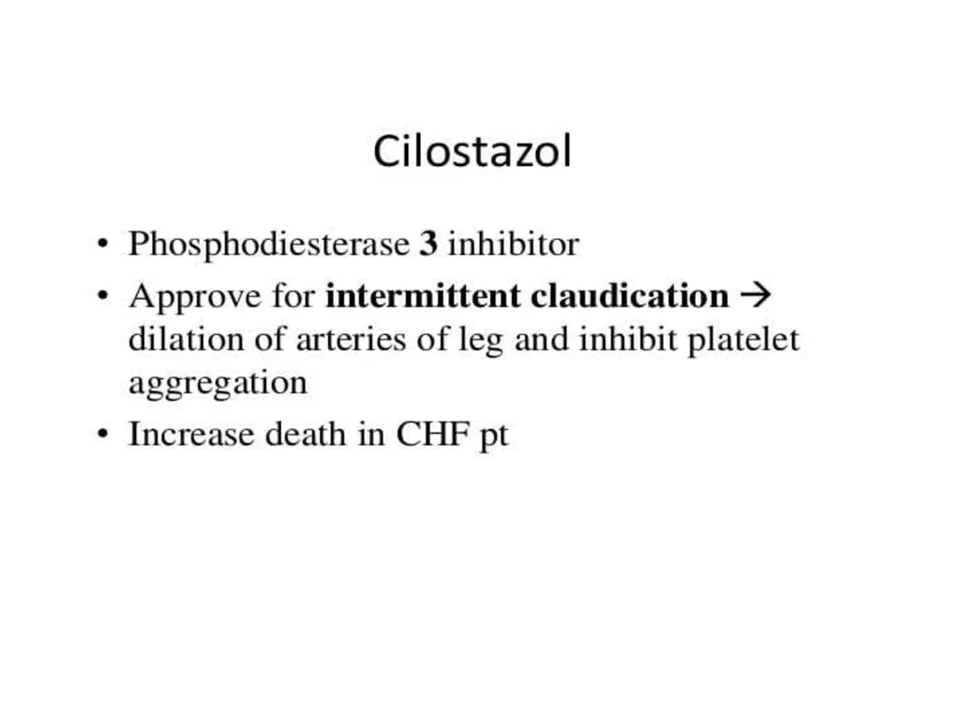 Cilostazol
• Phosphodiesterase 3 inhibitor
• Approve for intermittent claudication →
dilation of arteries of leg and inhibit platelet
aggregation
• Increase death in CHF pt